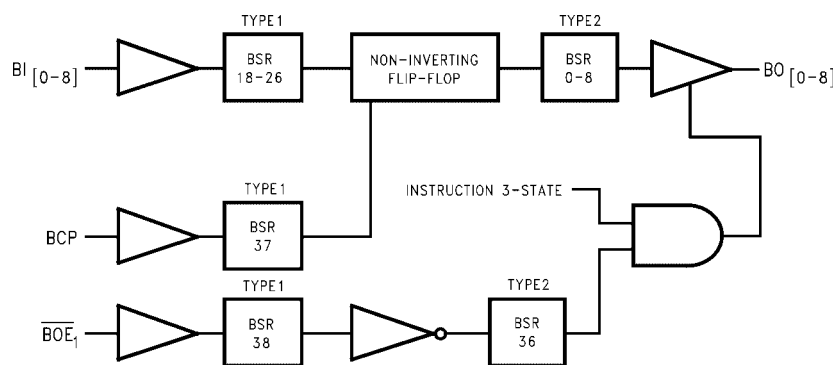 TYPE1
TYPE2
BI[0-8]
BSR
18-26
NON-INVERTING
FLIP-FLOP
BSR
0-8
BO[0-8]
TYPE1
INSTRUCTION 3-STATE
BCP
BSR
37
TYPE1
TYPE2
BOE1
BSR
38
BSR
36